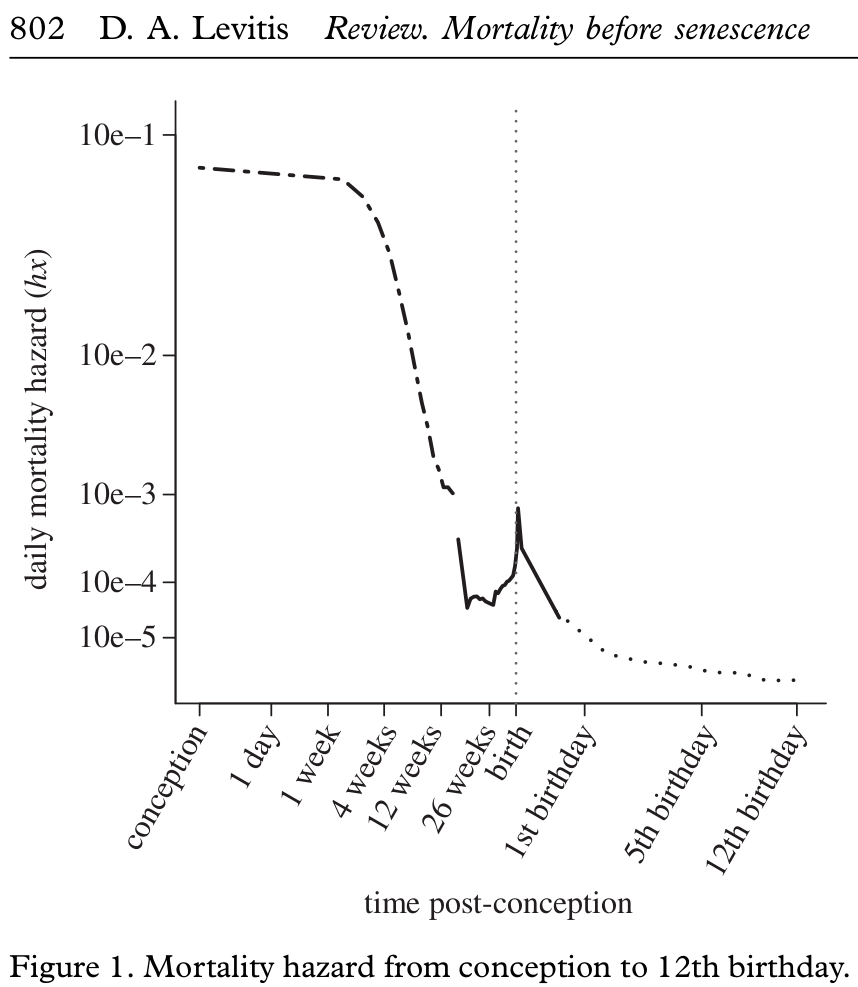 802 D. A. Levitis Review. Mortality before senescence
10e–1
10e–2
10e–3
10e–4
10e–5
daily mortality hazard (hx)
conception
1 day
1 week
4 weeks
12 weeks
26 weeks
birth
1st birthday
5th birthday
12th birthday
time post-conception
Figure 1. Mortality hazard from conception to 12th birthday.